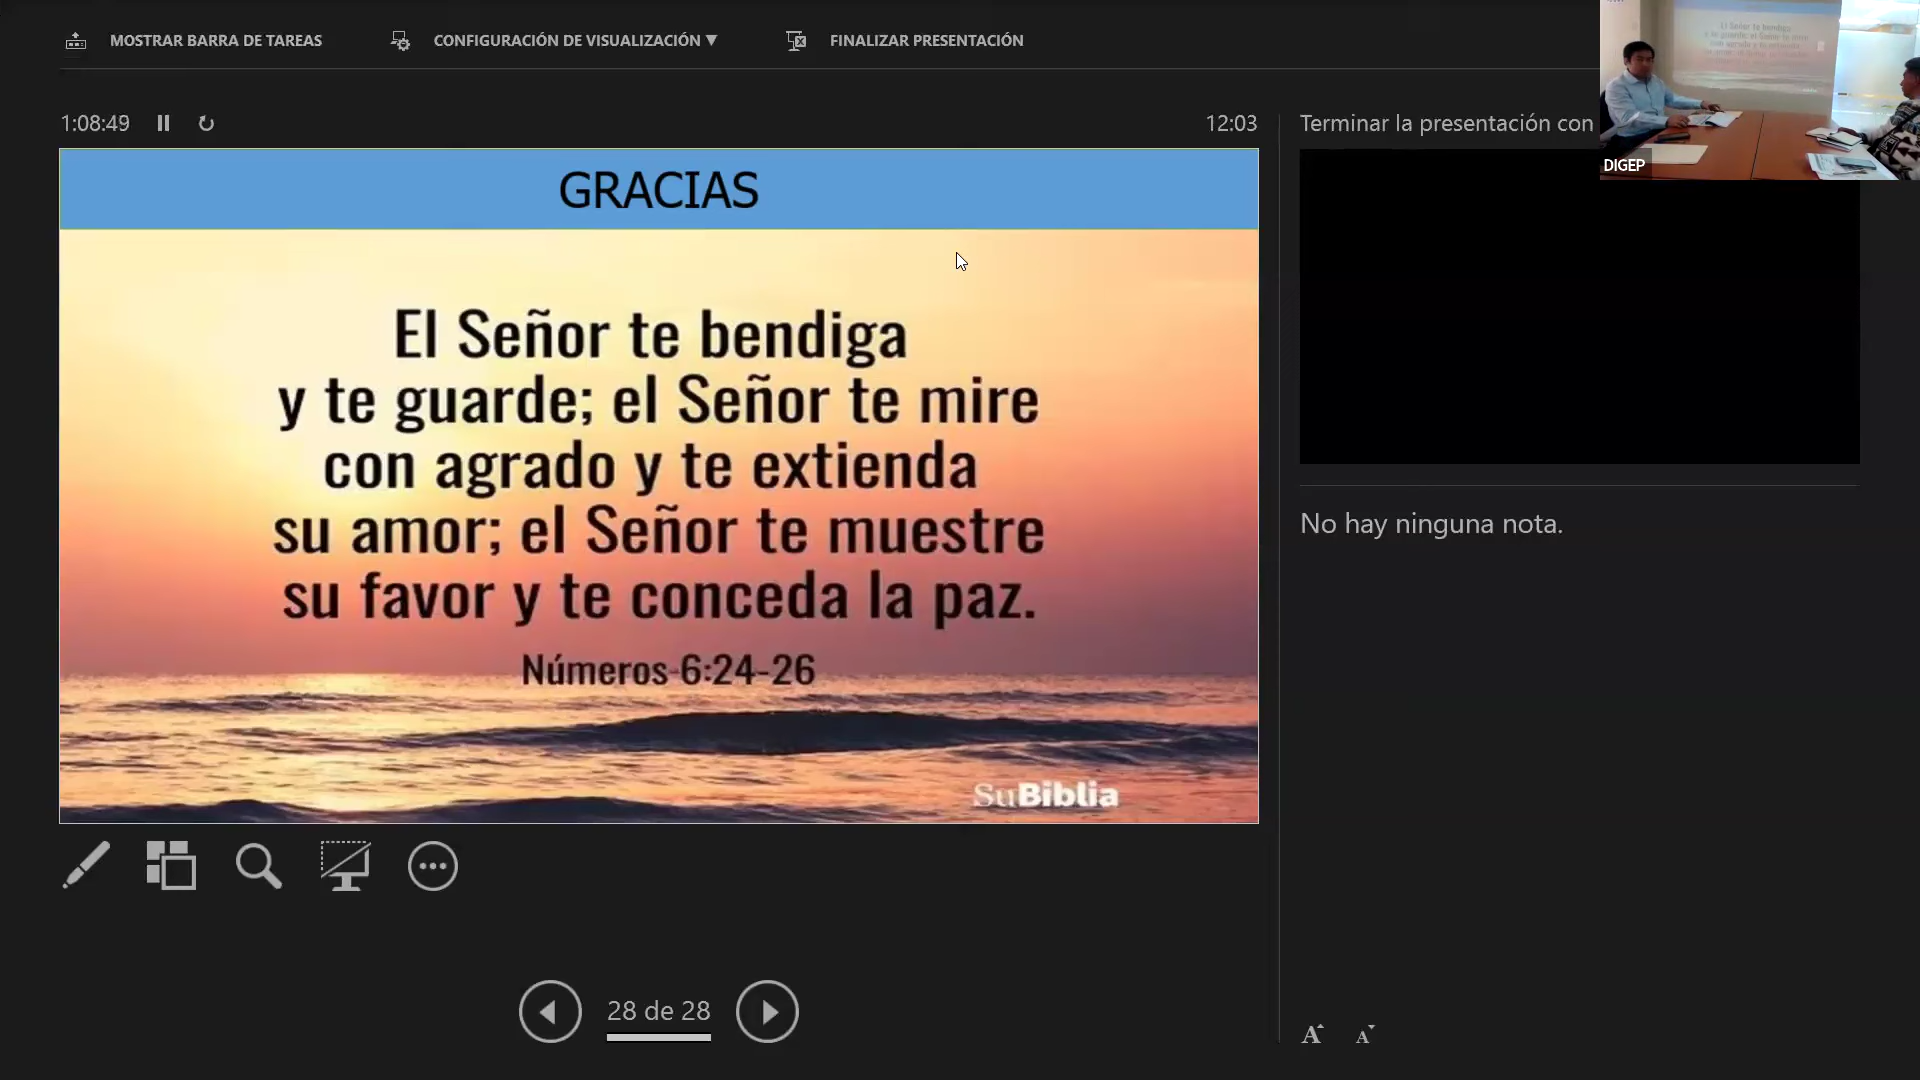 MOSTRAR BARRA DE TAREAS
CONFIGURACIÓN DE VISUALIZACIÓN ▼
FINALIZAR PRESENTACIÓN
1:08:49
12:03
Terminar la presentación con
DIGEP
GRACIAS
El Señor te bendiga
y te guarde; el Señor te mire
con agrado y te extienda
su amor; el Señor te muestre
su favor y te conceda la paz.
Números 6:24-26
SuBiblia
No hay ninguna nota.
28 de 28
A A